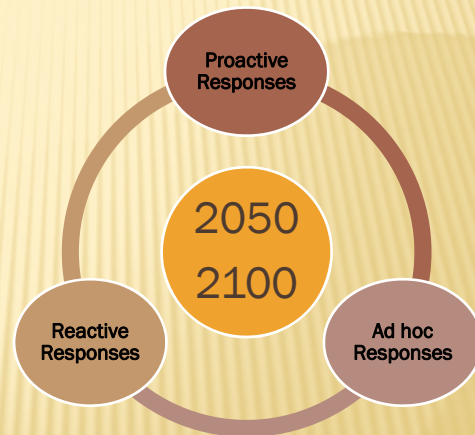 Proactive
Responses
2050
2100
Reactive
Responses
Ad hoc
Responses